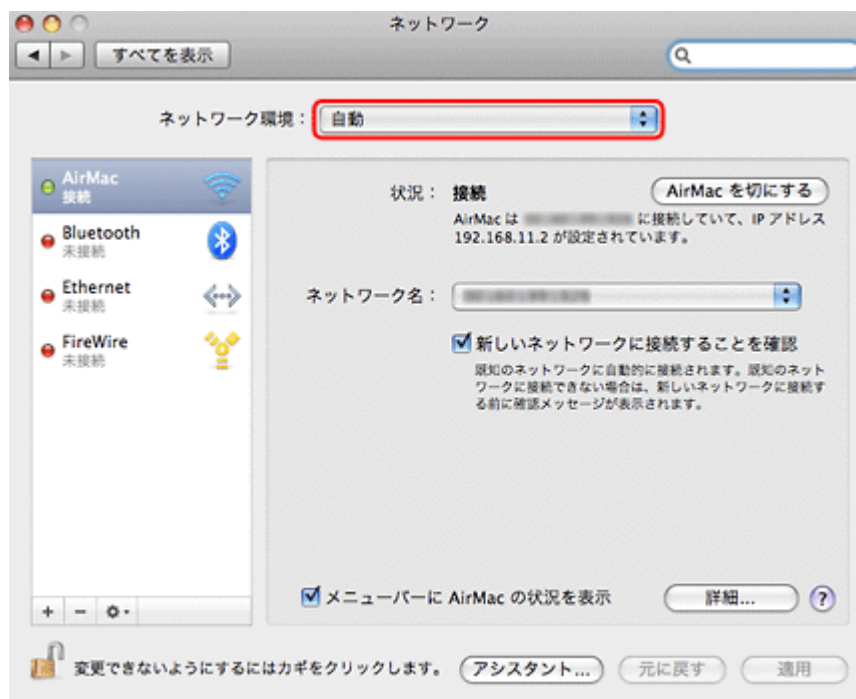 ネットワーク
すべてを表示
ネットワーク環境： 自動
AirMac
接続
Bluetooth
未接続
Ethernet
未接続
FireWire
未接続
状況： 接続 AirMac を切にする
AirMac は に接続していて、IP アドレス
192.168.11.2 が設定されています。
ネットワーク名：
新しいネットワークに接続することを確認
既知のネットワークに自動的に接続されます。既知のネット
ワークに接続できない場合は、新しいネットワークに接続す
る前に確認メッセージが表示されます。
メニューバーに AirMac の状況を表示 詳細... ?
変更できないようにするにはカギをクリックします。 アシスタント... 元に戻す 適用